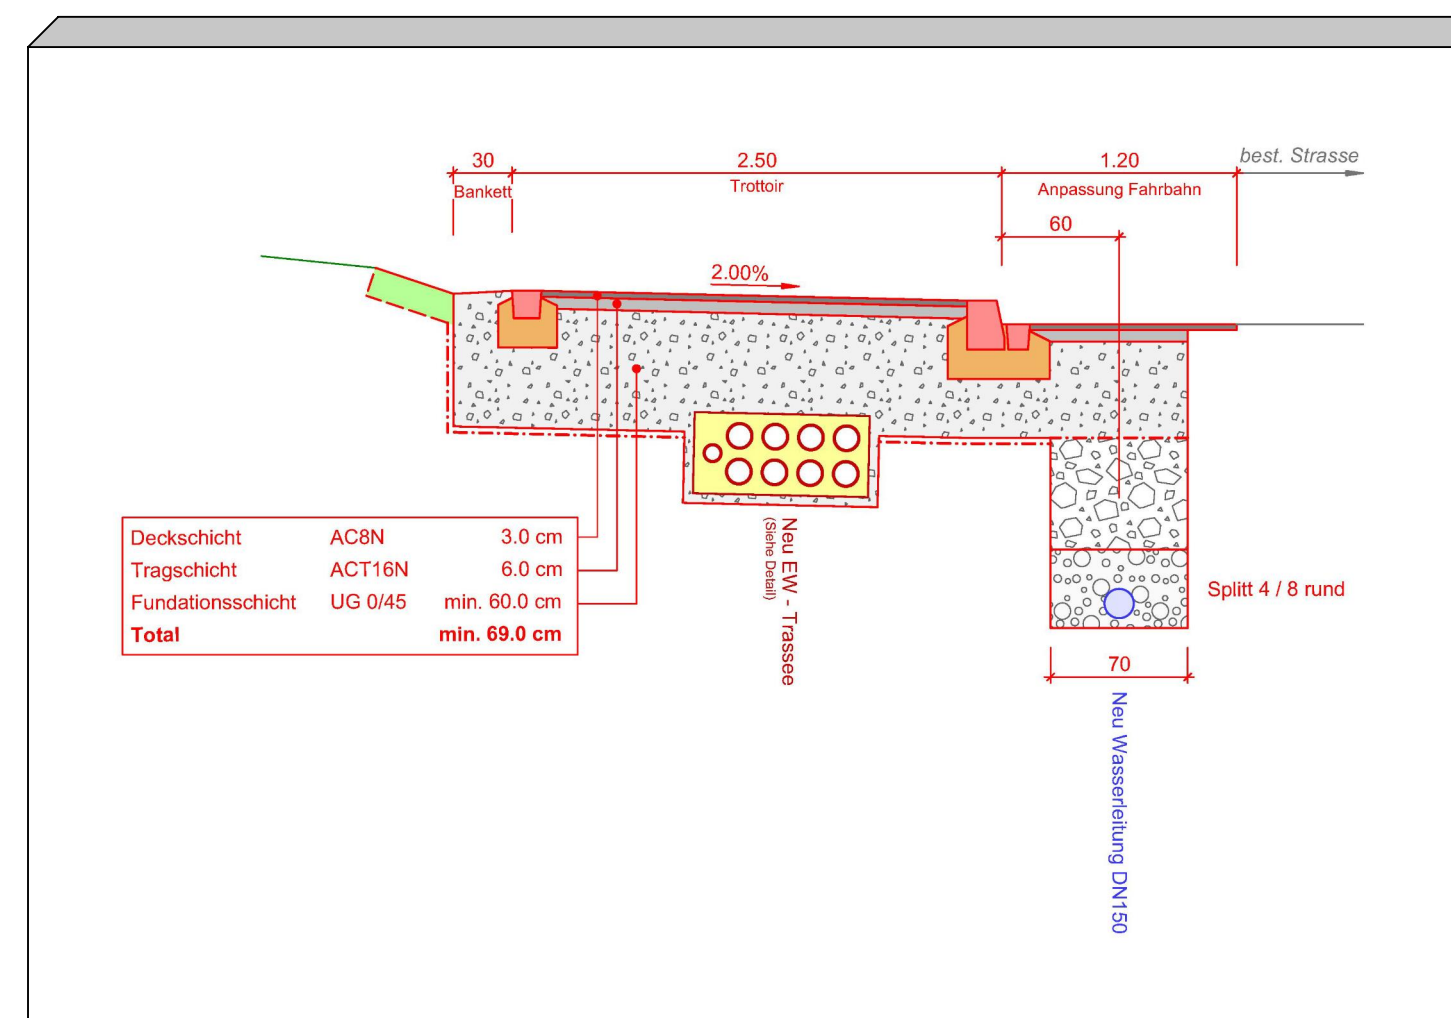 30
2.50
1.20
best. Strasse
Bankett
Trottoir
Anpassung Fahrbahn
60
2.00%
Deckschicht AC8N 3.0 cm
Tragschicht ACT16N 6.0 cm
Fundationsschicht UG 0/45 min. 60.0 cm
Total min. 69.0 cm
Neu EW - Trassee
(Siehe Detail)
Splitt 4 / 8 rund
70
Neu Wasserleitung DN150